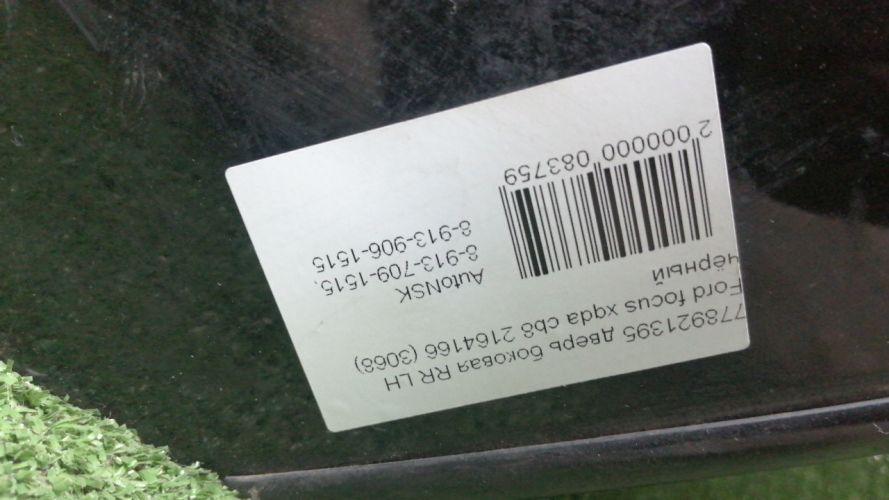 778921395 дверь боковая RR LH
Ford focus xqda cb8 2164166 (3068)
чёрный
AutoNSK
8-913-709-1515,
8-913-906-1515
2 000000 083759